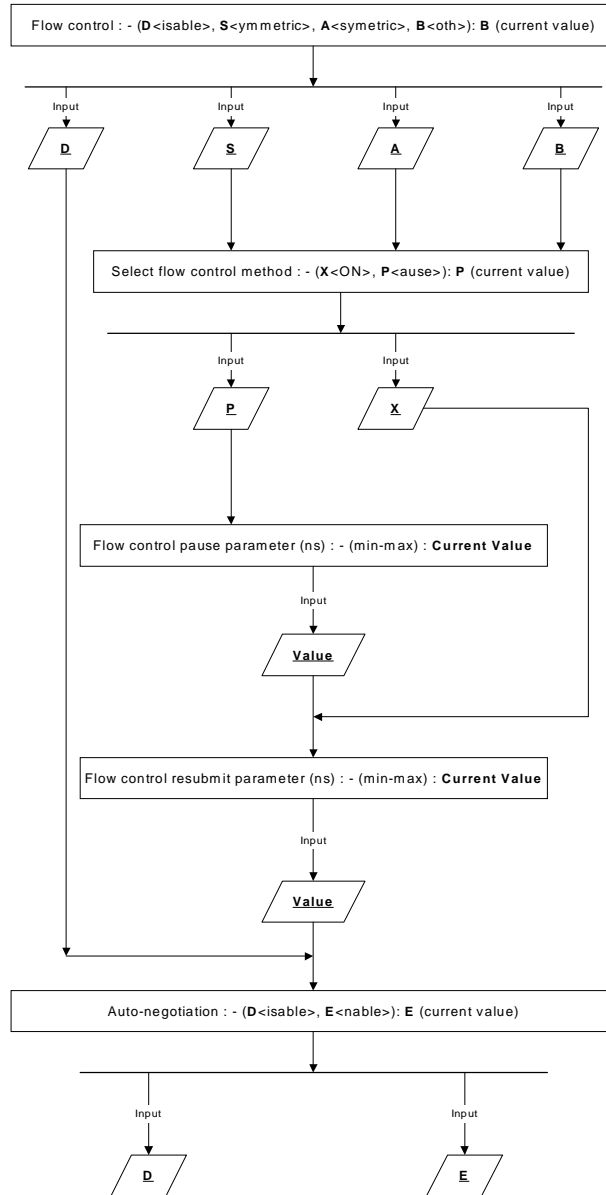 Flow control : - (D<isable>, S<ymmetric>, A<symetric>, B<oth>): B (current value)
Input Input Input Input
D S A B
Select flow control method : - (X<ON>, P<ause>): P (current value)
Input Input
P X
Flow control pause parameter (ns) : - (min-max) : Current Value
Input
Value
Flow control resubmit parameter (ns) : - (min-max) : Current Value
Input
Value
Auto-negotiation : - (D<isable>, E<nable>): E (current value)
Input Input
D E